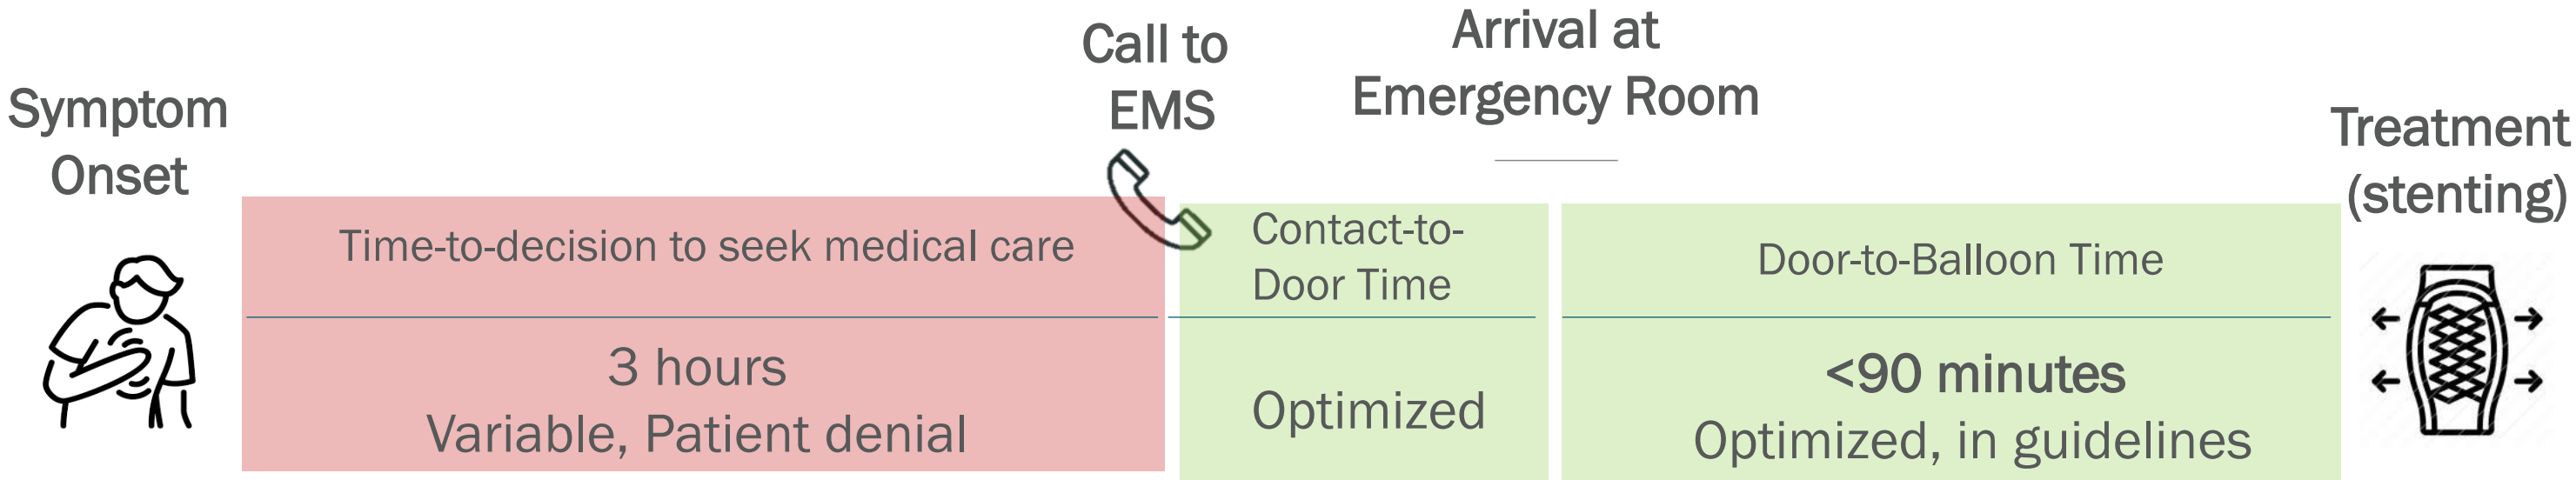 Symptom
Onset
Call to
EMS
Arrival at
Emergency Room
Treatment
(stenting)
Time-to-decision to seek medical care
3 hours
Variable, Patient denial
Contact-to-
Door Time
Optimized
Door-to-Balloon Time
<90 minutes
Optimized, in guidelines